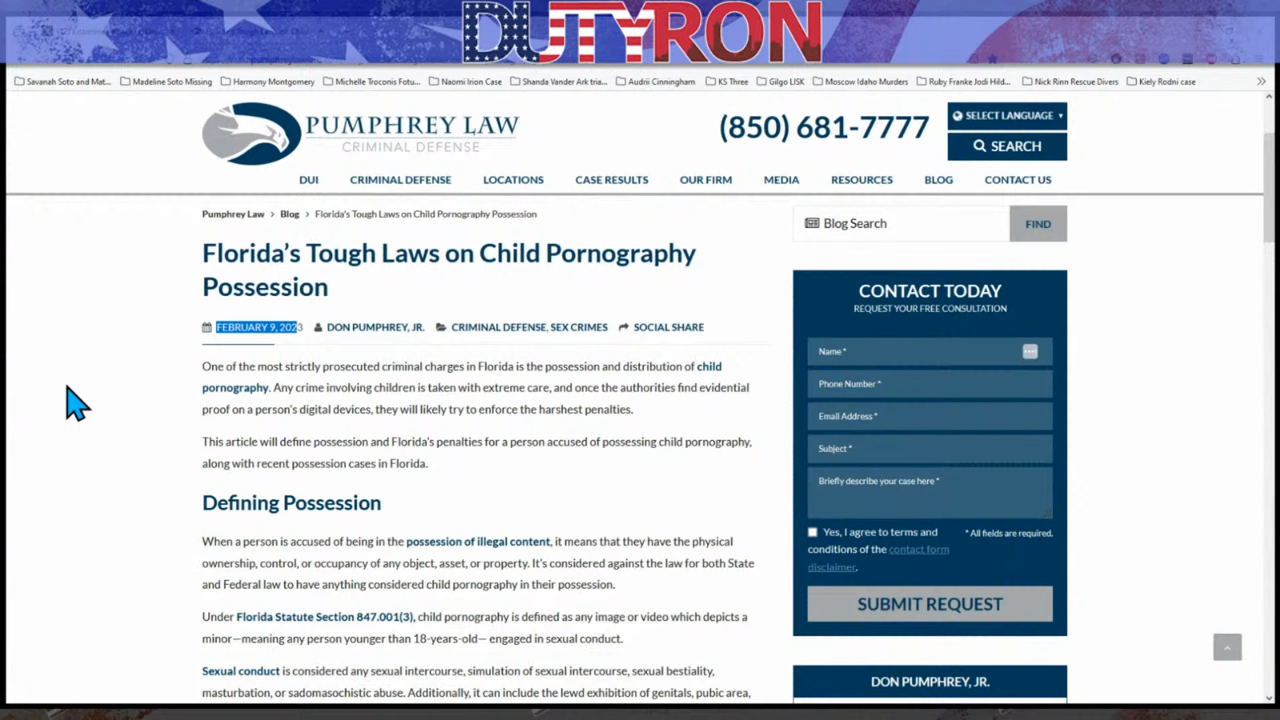 DUTYRON
Savanah Soto and Mat...
Madeline Soto Missing
Harmony Montgomery
Michelle Troconis Fotu...
Naomi Irion Case
Shanda Vander Ark tria...
Audrii Cinningham
KS Three
Gilgo LISK
Moscow Idaho Murders
Ruby Franke Jodi Hild...
Nick Rinn Rescue Divers
Kiely Rodni case
PUMPHREY LAW
CRIMINAL DEFENSE
(850) 681-7777
SELECT LANGUAGE
SEARCH
DUI
CRIMINAL DEFENSE
LOCATIONS
CASE RESULTS
OUR FIRM
MEDIA
RESOURCES
BLOG
CONTACT US
Pumphrey Law > Blog > Florida's Tough Laws on Child Pornography Possession
Florida's Tough Laws on Child Pornography
Possession
FEBRUARY 9, 2023 DON PUMPHREY, JR. CRIMINAL DEFENSE, SEX CRIMES SOCIAL SHARE
One of the most strictly prosecuted criminal charges in Florida is the possession and distribution of child
pornography. Any crime involving children is taken with extreme care, and once the authorities find evidential
proof on a person's digital devices, they will likely try to enforce the harshest penalties.
This article will define possession and Florida's penalties for a person accused of possessing child pornography,
along with recent possession cases in Florida.
Defining Possession
When a person is accused of being in the possession of illegal content, it means that they have the physical
ownership, control, or occupancy of any object, asset, or property. It's considered against the law for both State
and Federal law to have anything considered child pornography in their possession.
Under Florida Statute Section 847.001(3), child pornography is defined as any image or video which depicts a
minor—meaning any person younger than 18-years-old— engaged in sexual conduct.
Sexual conduct is considered any sexual intercourse, simulation of sexual intercourse, sexual bestiality,
masturbation, or sadomasochistic abuse. Additionally, it can include the lewd exhibition of genitals, pubic area,
Blog Search
FIND
CONTACT TODAY
REQUEST YOUR FREE CONSULTATION
Name *
Phone Number *
Email Address *
Subject *
Briefly describe your case here *
Yes, I agree to terms and
conditions of the contact form
disclaimer.
* All fields are required.
SUBMIT REQUEST
DON PUMPHREY, JR.